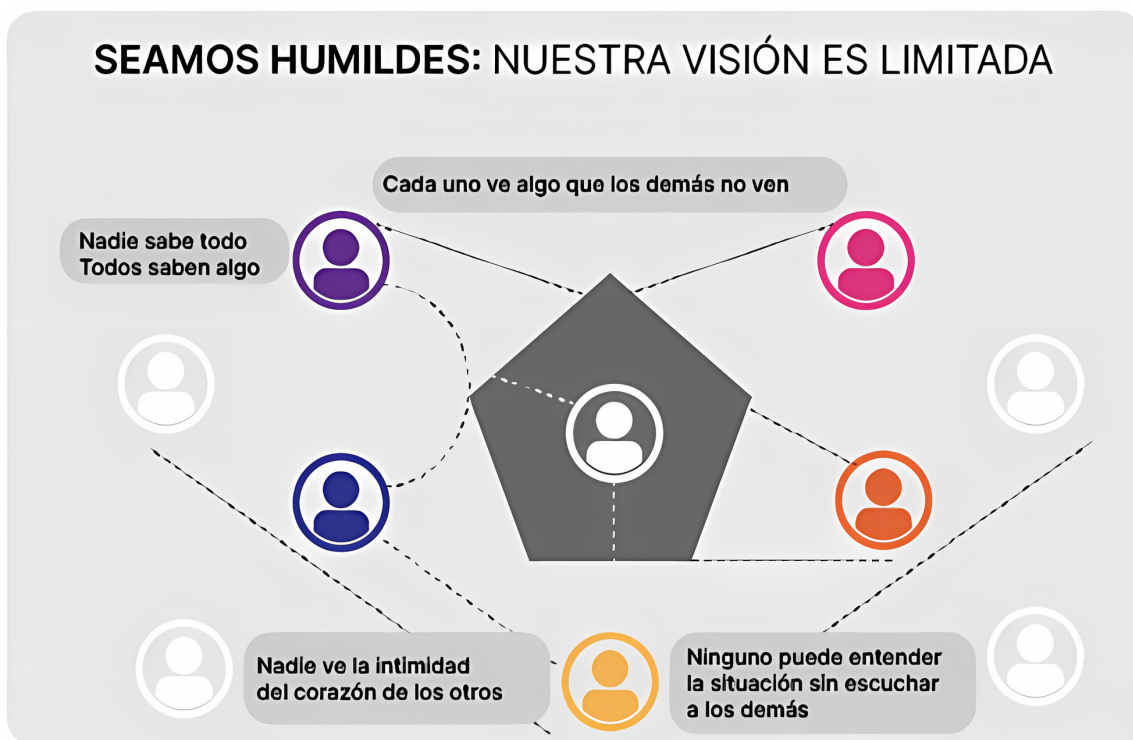 SEAMOS HUMILDES: NUESTRA VISIÓN ES LIMITADA
Cada uno ve algo que los demás no ven
Nadie sabe todo
Todos saben algo
Nadie ve la intimidad
del corazón de los otros
Ninguno puede entender
la situación sin escuchar
a los demás